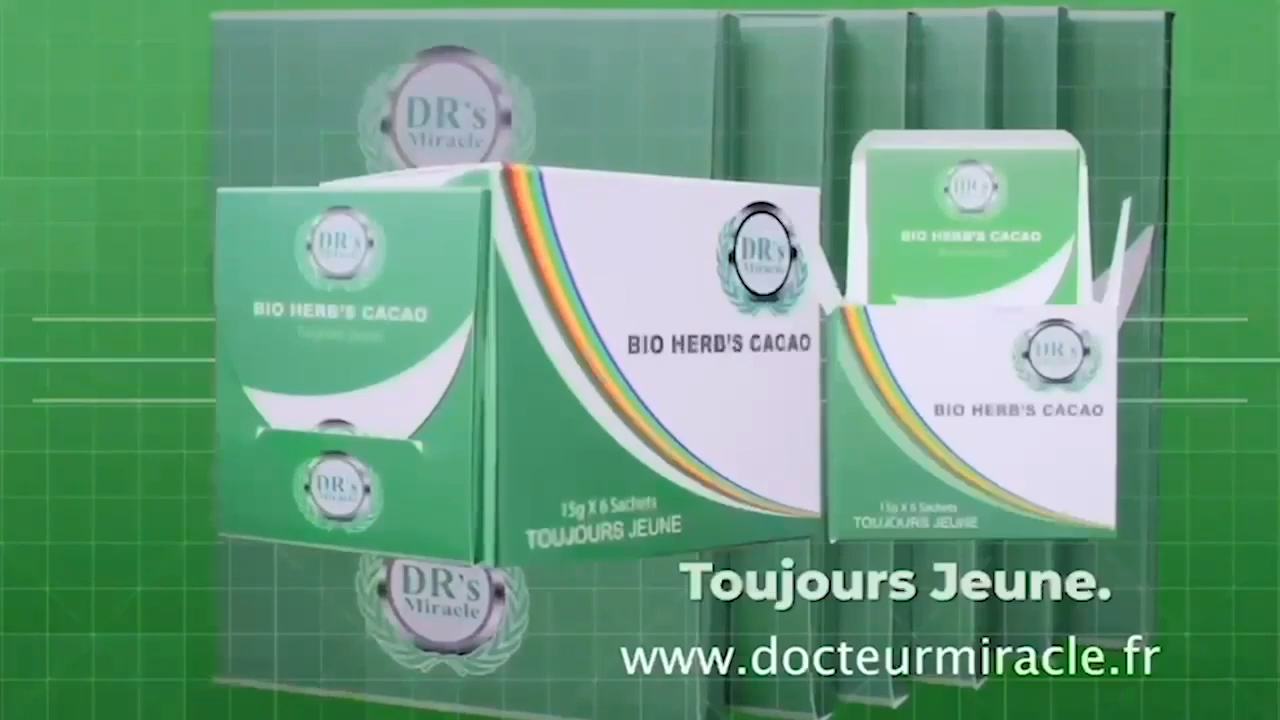 DR's
Miracle
DR's
Miracle
BIO HERB'S CACAO
Toujours Jeune
DR's
Miracle
DR's
Miracle
BIO HERB'S CACAO
15g X 6 Sachets
TOUJOURS JEUNE
DR's
BIO HERB'S CACAO
DR's
BIO HERB'S CACAO
15g X 6 Sachets
TOUJOURS JEUNE
DR's
Miracle
Toujours Jeune.
www.docteurmiracle.fr